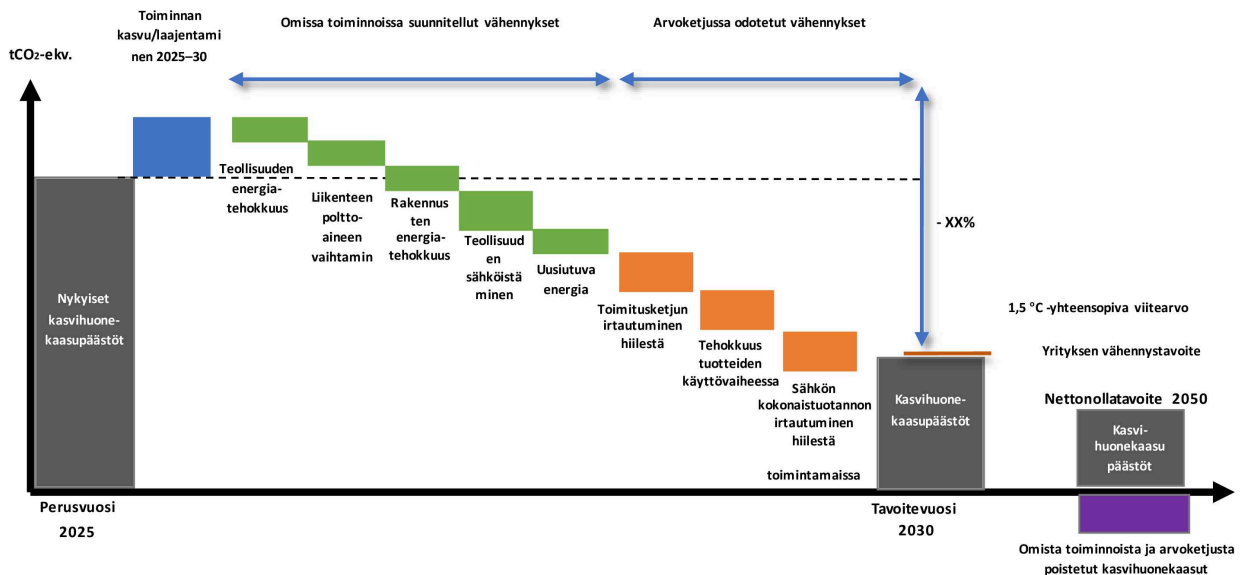 Toiminnan
kasvu/laajentami
nen 2025–30
Omissa toiminnoissa suunnitellut vähennykset
Arvoketjussa odotetut vähennykset
tCO₂-ekv.
Teollisuuden
energia-
tehokkuus
Liikenteen
poltto-
aineen
vaihtamin
Rakennus
ten
energia-
tehokkuus
Teollisuud
en
sähköistä
minen
Uusiutuva
energia
- XX%
Nykyiset
kasvihuone-
kaasupäästöt
Toimitusketjun
irtautuminen
hiilestä
Tehokkuus
tuotteiden
käyttövaiheessa
Sähkön
kokonaistuotannon
irtautuminen
hiilestä
toimintamaissa
Kasvihuone-
kaasupäästöt
1,5 °C -yhteensopiva viitearvo
Yrityksen vähennystavoite
Nettonollatavoite 2050
Kasvi-
huonekaasu
päästöt
Perusvuosi
2025
Tavoitevuosi
2030
Omista toiminnoista ja arvoketjusta
poistetut kasvihuonekaasut